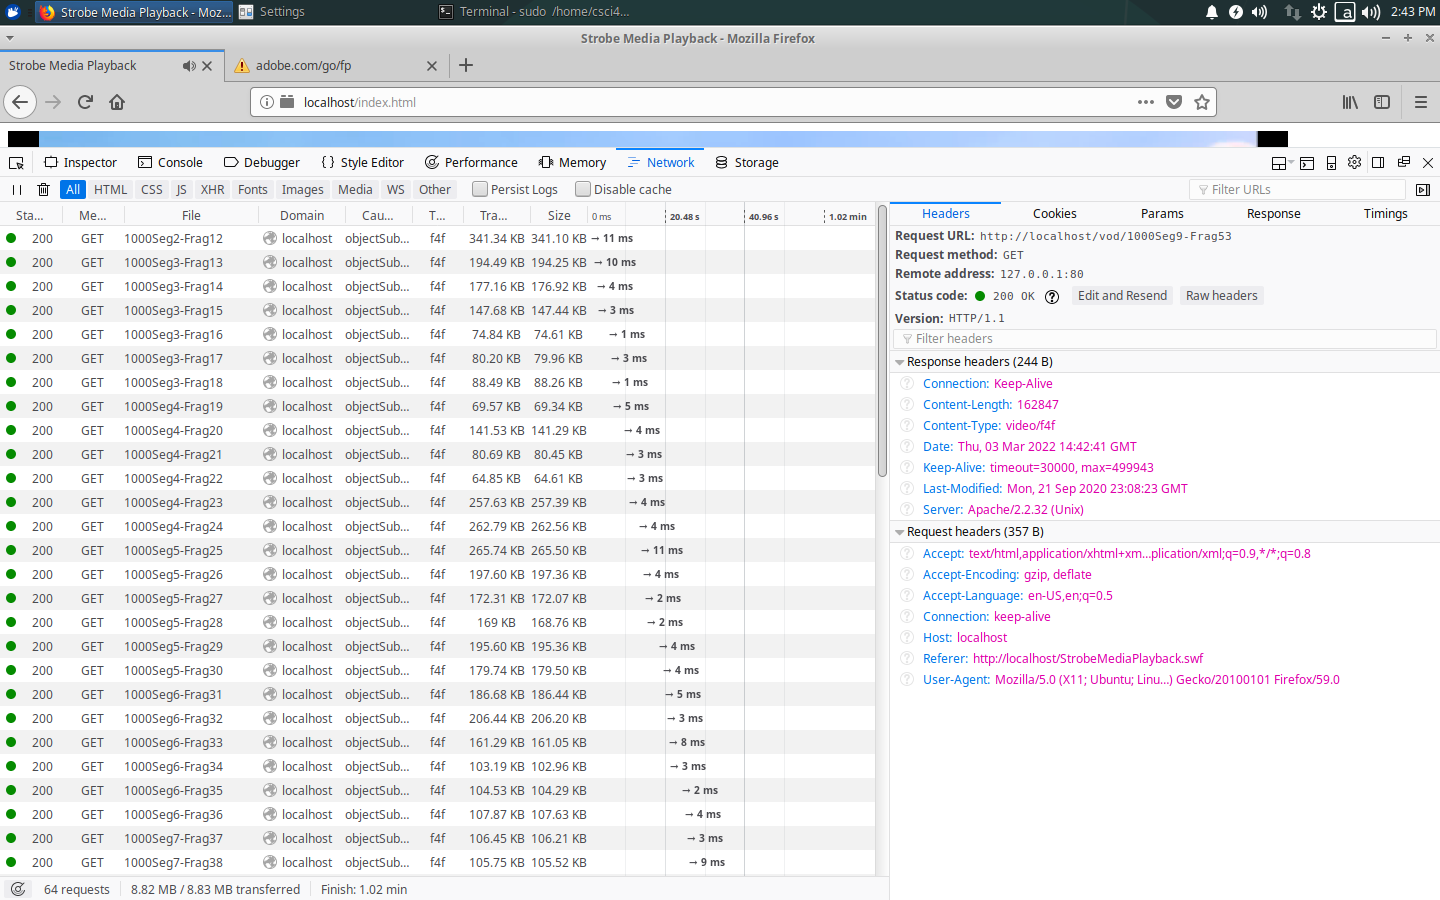 Strobe Media Playback - Moz...
Settings
Terminal - sudo /home/csci4...
2:43 PM
Strobe Media Playback - Mozilla Firefox
Strobe Media Playback
adobe.com/go/fp
localhost/index.html
Inspector Console Debugger { } Style Editor Performance Memory Network Storage
All HTML CSS JS XHR Fonts Images Media WS Other Persist Logs Disable cache Filter URLs
Sta... Me... File Domain Cau... T... Tra... Size 0 ms 20.48 s 40.96 s 1.02 min
200 GET 1000Seg2-Frag12 localhost objectSub... f4f 341.34 KB 341.10 KB → 11 ms
200 GET 1000Seg3-Frag13 localhost objectSub... f4f 194.49 KB 194.25 KB → 10 ms
200 GET 1000Seg3-Frag14 localhost objectSub... f4f 177.16 KB 176.92 KB → 4 ms
200 GET 1000Seg3-Frag15 localhost objectSub... f4f 147.68 KB 147.44 KB → 3 ms
200 GET 1000Seg3-Frag16 localhost objectSub... f4f 74.84 KB 74.61 KB → 1 ms
200 GET 1000Seg3-Frag17 localhost objectSub... f4f 80.20 KB 79.96 KB → 3 ms
200 GET 1000Seg3-Frag18 localhost objectSub... f4f 88.49 KB 88.26 KB → 1 ms
200 GET 1000Seg4-Frag19 localhost objectSub... f4f 69.57 KB 69.34 KB → 5 ms
200 GET 1000Seg4-Frag20 localhost objectSub... f4f 141.53 KB 141.29 KB → 4 ms
200 GET 1000Seg4-Frag21 localhost objectSub... f4f 80.69 KB 80.45 KB → 3 ms
200 GET 1000Seg4-Frag22 localhost objectSub... f4f 64.85 KB 64.61 KB → 3 ms
200 GET 1000Seg4-Frag23 localhost objectSub... f4f 257.63 KB 257.39 KB → 4 ms
200 GET 1000Seg4-Frag24 localhost objectSub... f4f 262.79 KB 262.56 KB → 4 ms
200 GET 1000Seg5-Frag25 localhost objectSub... f4f 265.74 KB 265.50 KB → 11 ms
200 GET 1000Seg5-Frag26 localhost objectSub... f4f 197.60 KB 197.36 KB → 4 ms
200 GET 1000Seg5-Frag27 localhost objectSub... f4f 172.31 KB 172.07 KB → 2 ms
200 GET 1000Seg5-Frag28 localhost objectSub... f4f 169 KB 168.76 KB → 2 ms
200 GET 1000Seg5-Frag29 localhost objectSub... f4f 195.60 KB 195.36 KB → 4 ms
200 GET 1000Seg5-Frag30 localhost objectSub... f4f 179.74 KB 179.50 KB → 4 ms
200 GET 1000Seg6-Frag31 localhost objectSub... f4f 186.68 KB 186.44 KB → 5 ms
200 GET 1000Seg6-Frag32 localhost objectSub... f4f 206.44 KB 206.20 KB → 3 ms
200 GET 1000Seg6-Frag33 localhost objectSub... f4f 161.29 KB 161.05 KB → 8 ms
200 GET 1000Seg6-Frag34 localhost objectSub... f4f 103.19 KB 102.96 KB → 3 ms
200 GET 1000Seg6-Frag35 localhost objectSub... f4f 104.53 KB 104.29 KB → 2 ms
200 GET 1000Seg6-Frag36 localhost objectSub... f4f 107.87 KB 107.63 KB → 4 ms
200 GET 1000Seg7-Frag37 localhost objectSub... f4f 106.45 KB 106.21 KB → 3 ms
200 GET 1000Seg7-Frag38 localhost objectSub... f4f 105.75 KB 105.52 KB → 9 ms
64 requests 8.82 MB / 8.83 MB transferred Finish: 1.02 min
Headers Cookies Params Response Timings
Request URL: http://localhost/vod/1000Seg9-Frag53
Request method: GET
Remote address: 127.0.0.1:80
Status code: 200 OK Edit and Resend Raw headers
Version: HTTP/1.1
Filter headers
Response headers (244 B)
Connection: Keep-Alive
Content-Length: 162847
Content-Type: video/f4f
Date: Thu, 03 Mar 2022 14:42:41 GMT
Keep-Alive: timeout=30000, max=499943
Last-Modified: Mon, 21 Sep 2020 23:08:23 GMT
Server: Apache/2.2.32 (Unix)
Request headers (357 B)
Accept: text/html,application/xhtml+xm...plication/xml;q=0.9,*/*;q=0.8
Accept-Encoding: gzip, deflate
Accept-Language: en-US,en;q=0.5
Connection: keep-alive
Host: localhost
Referer: http://localhost/StrobeMediaPlayback.swf
User-Agent: Mozilla/5.0 (X11; Ubuntu; Linu...) Gecko/20100101 Firefox/59.0